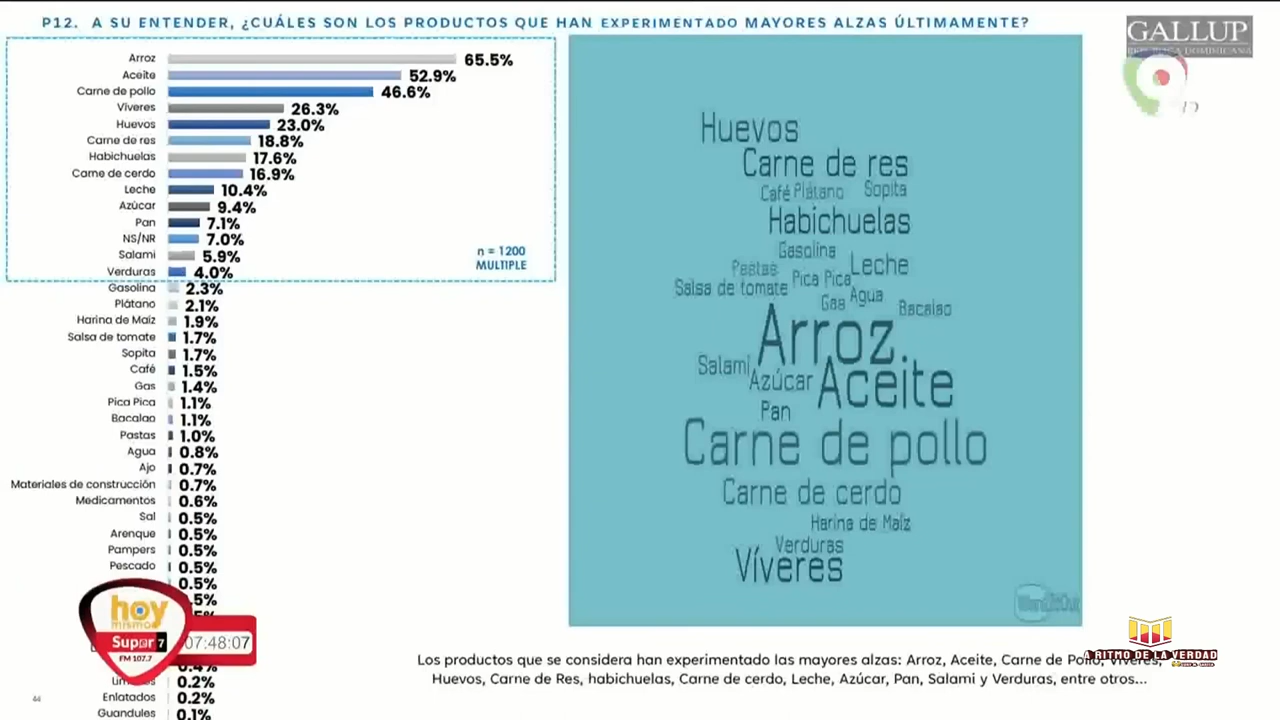 P12. A SU ENTENDER, ¿CUÁLES SON LOS PRODUCTOS QUE HAN EXPERIMENTADO MAYORES ALZAS ÚLTIMAMENTE?
GALLUP
REPÚBLICA DOMINICANA
Arroz 65.5%
Aceite 52.9%
Carne de pollo 46.6%
Víveres 26.3%
Huevos 23.0%
Carne de res 18.8%
Habichuelas 17.6%
Carne de cerdo 16.9%
Leche 10.4%
Azúcar 9.4%
Pan 7.1%
NS/NR 7.0%
Salami 5.9%
Verduras 4.0%
n = 1200
MULTIPLE
Gasolina 2.3%
Plátano 2.1%
Harina de Maíz 1.9%
Salsa de tomate 1.7%
Sopita 1.7%
Café 1.5%
Gas 1.4%
Pica Pica 1.1%
Bacalao 1.1%
Pastas 1.0%
Agua 0.8%
Ajo 0.7%
Materiales de construcción 0.7%
Medicamentos 0.6%
Sal 0.5%
Arenque 0.5%
Pampers 0.5%
Pescado 0.5%
0.5%
.5%
0.4%
0.2%
Enlatados 0.2%
Guandules 0.1%
44
hoy
mismo
Super 7
FM 107.7
07:48:07
Huevos
Carne de res
Café Plátano Sopita
Habichuelas
Gasolina
Pastas Leche
Salsa de tomate Pica Pica
Gas Agua
Bacalao
Arroz
Salami
Azúcar Aceite
Pan
Carne de pollo
Carne de cerdo
Harina de Maíz
Verduras
Víveres
Los productos que se considera han experimentado las mayores alzas: Arroz, Aceite, Carne de Pollo, Víveres,
Huevos, Carne de Res, habichuelas, Carne de cerdo, Leche, Azúcar, Pan, Salami y Verduras, entre otros...
A RITMO DE LA VERDAD